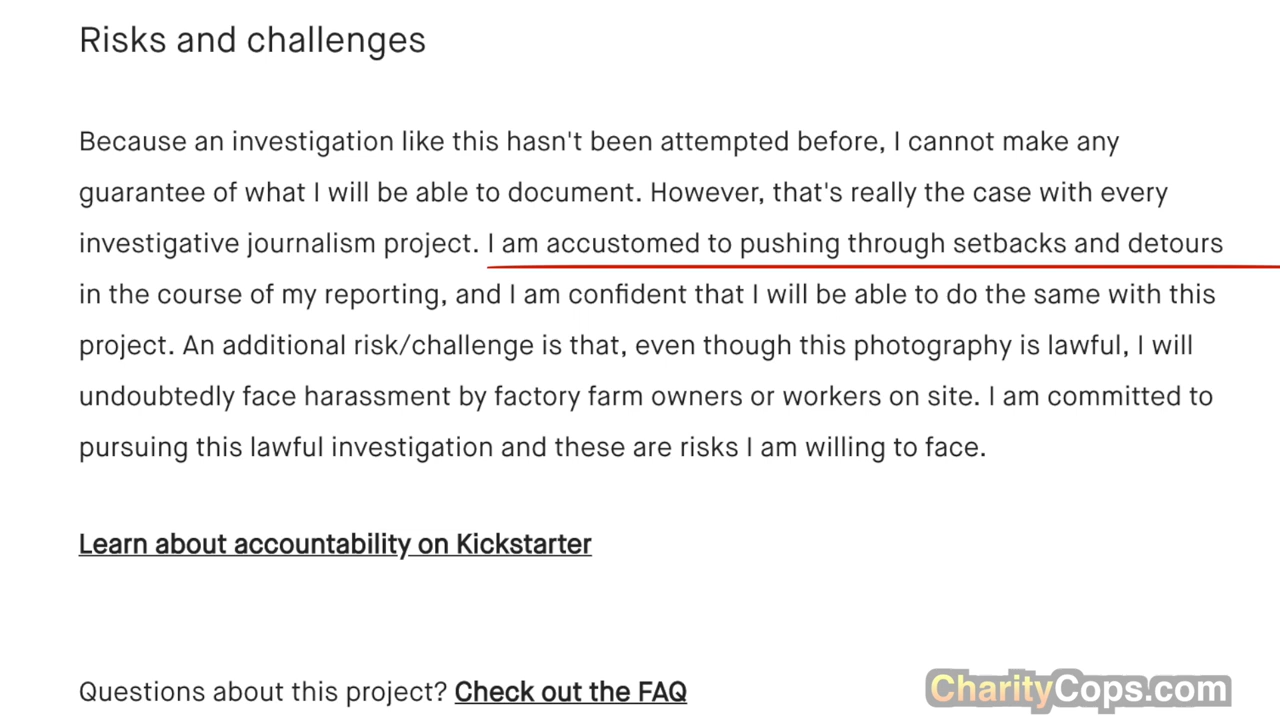 Risks and challenges
Because an investigation like this hasn't been attempted before, I cannot make any
guarantee of what I will be able to document. However, that's really the case with every
investigative journalism project. I am accustomed to pushing through setbacks and detours
in the course of my reporting, and I am confident that I will be able to do the same with this
project. An additional risk/challenge is that, even though this photography is lawful, I will
undoubtedly face harassment by factory farm owners or workers on site. I am committed to
pursuing this lawful investigation and these are risks I am willing to face.
Learn about accountability on Kickstarter
Questions about this project? Check out the FAQ
CharityCops.com